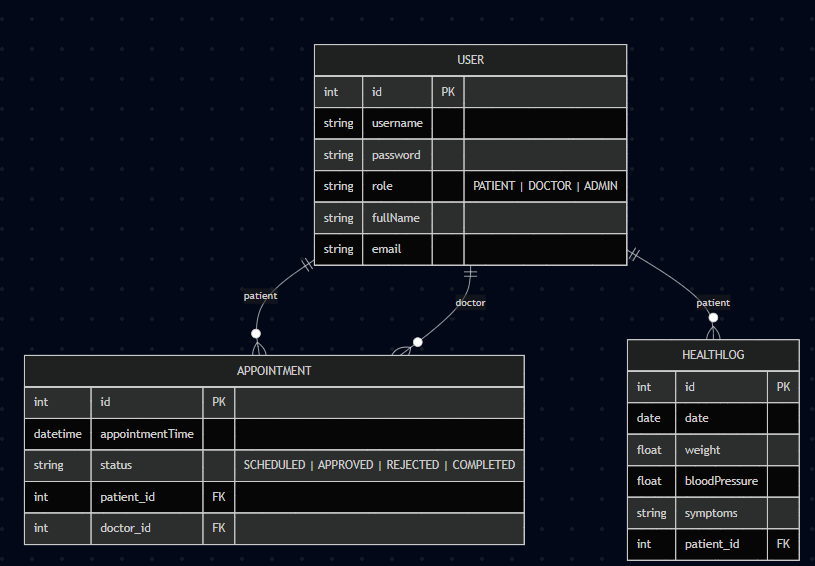 USER
int id PK
string username
string password
string role PATIENT | DOCTOR | ADMIN
string fullName
string email
patient
doctor
patient
APPOINTMENT
int id PK
datetime appointmentTime
string status SCHEDULED | APPROVED | REJECTED | COMPLETED
int patient_id FK
int doctor_id FK
HEALTHLOG
int id PK
date date
float weight
float bloodPressure
string symptoms
int patient_id FK